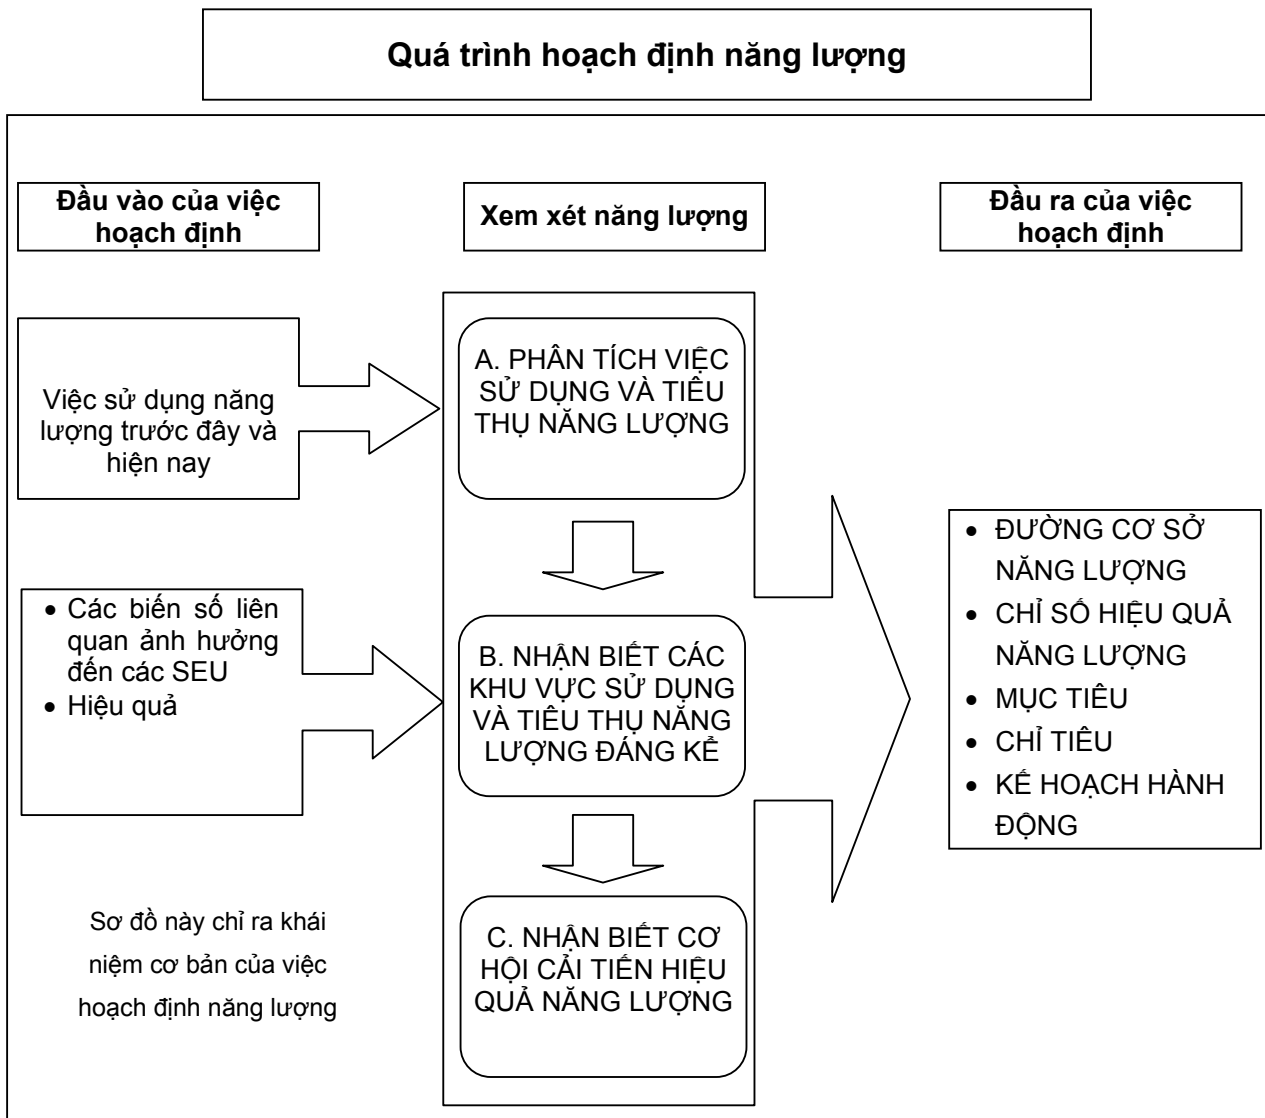 Quá trình hoạch định năng lượng
Đầu vào của việc
hoạch định
Xem xét năng lượng
Đầu ra của việc
hoạch định
Việc sử dụng năng
lượng trước đây và
hiện nay
• Các biến số liên
quan ảnh hưởng
đến các SEU
• Hiệu quả
Sơ đồ này chỉ ra khái
niệm cơ bản của việc
hoạch định năng lượng
A. PHÂN TÍCH VIỆC
SỬ DỤNG VÀ TIÊU
THỤ NĂNG LƯỢNG
B. NHẬN BIẾT CÁC
KHU VỰC SỬ DỤNG
VÀ TIÊU THỤ NĂNG
LƯỢNG ĐÁNG KỂ
C. NHẬN BIẾT CƠ
HỘI CẢI TIẾN HIỆU
QUẢ NĂNG LƯỢNG
• ĐƯỜNG CƠ SỞ
NĂNG LƯỢNG
• CHỈ SỐ HIỆU QUẢ
NĂNG LƯỢNG
• MỤC TIÊU
• CHỈ TIÊU
• KẾ HOẠCH HÀNH
ĐỘNG